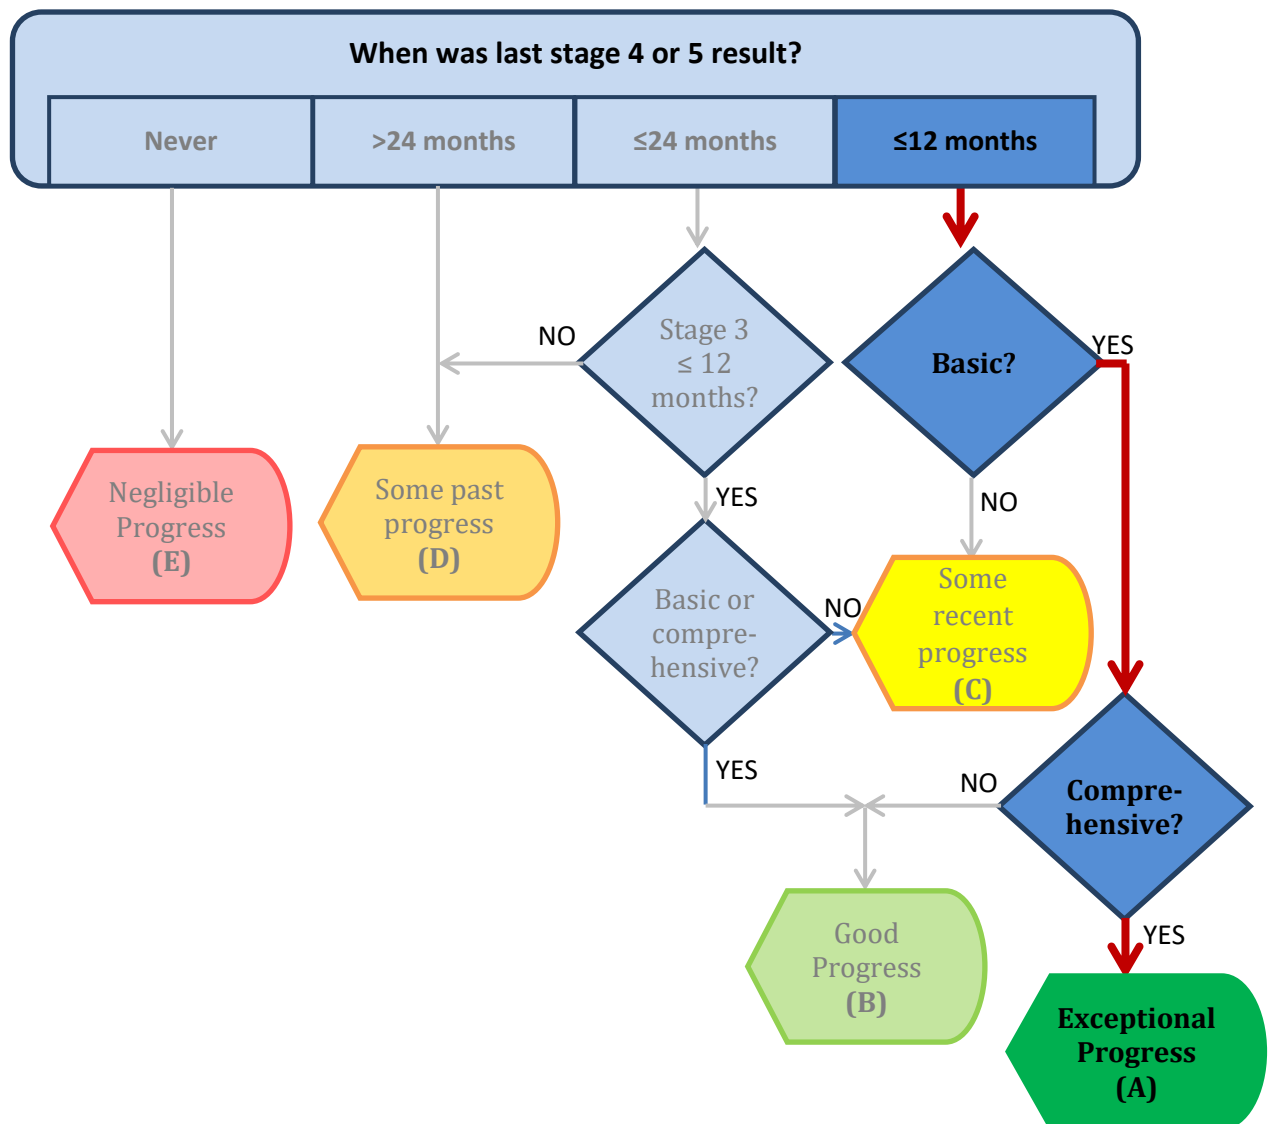 When was last stage 4 or 5 result?
Never
>24 months
≤24 months
≤12 months
NO
Stage 3
≤ 12
months?
Basic?
YES
Negligible
Progress
(E)
Some past
progress
(D)
YES
NO
Basic or
compre-
hensive?
NO
Some
recent
progress
(C)
YES
NO
Compre-
hensive?
YES
Good
Progress
(B)
Exceptional
Progress
(A)